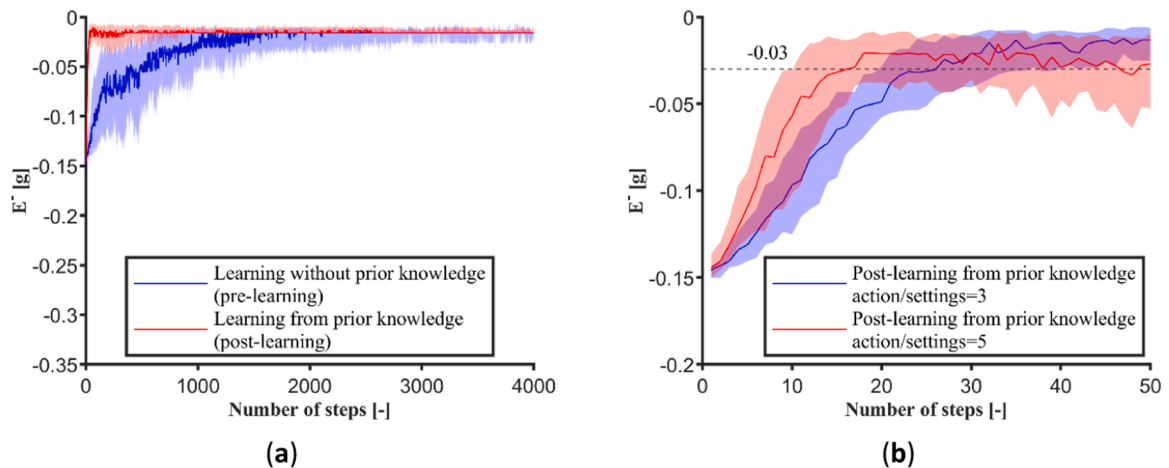 0
-0.05
-0.1
-0.15
-0.2
-0.25
-0.3
-0.35
E⁻ [g]
Learning without prior knowledge
(pre-learning)
Learning from prior knowledge
(post-learning)
0 1000 2000 3000 4000
Number of steps [-]
(a)
0
-0.05
-0.1
-0.15
-0.2
E⁻ [g]
-0.03
Post-learning from prior knowledge
action/settings=3
Post-learning from prior knowledge
action/settings=5
0 10 20 30 40 50
Number of steps [-]
(b)